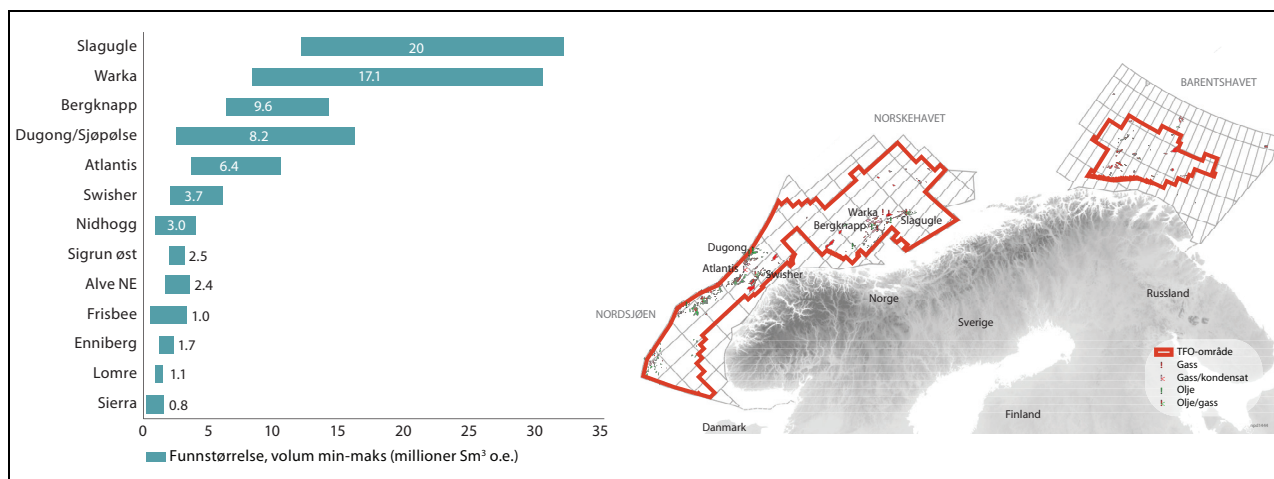 Slagugle
20
Warka
17.1
Bergknapp
9.6
Dugong/Sjøpølse
8.2
Atlantis
6.4
Swisher
3.7
Nidhogg
3.0
Sigrun øst
2.5
Alve NE
2.4
Frisbee
1.0
Enniberg
1.7
Lomre
1.1
Sierra
0.8
0 5 10 15 20 25 30 35
Funnstørrelse, volum min-maks (millioner Sm³ o.e.)
BARENTSHAVET
NORSKEHAVET
Warka
Bergknapp
Slagugle
Dugong
Atlantis
Swisher
NORDSJØEN
Norge
Sverige
Russland
Finland
Danmark
TFO-område
Gass
Gass/kondensat
Olje
Olje/gass